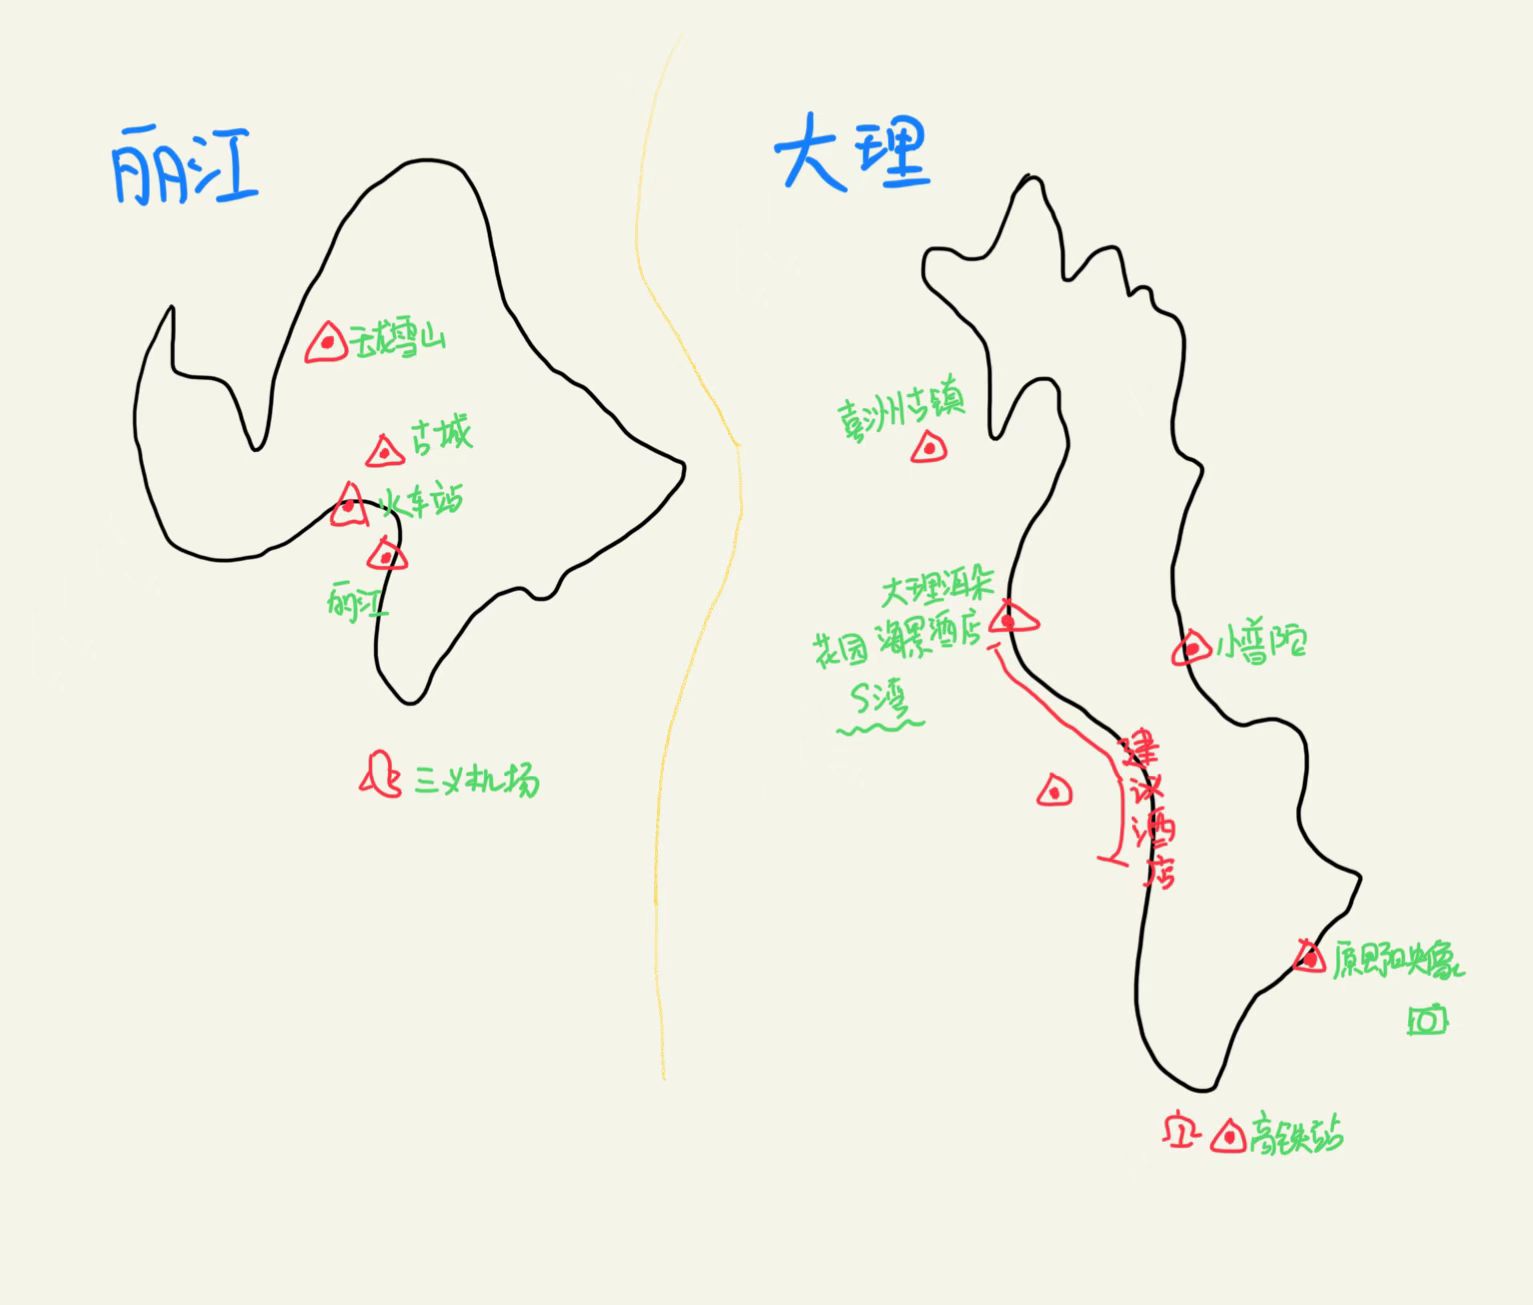 丽江
玉龙雪山
古城
火车站
丽江
三义机场
大理
喜洲古镇
大理洱朵
花园 海景酒店
S湾
小普陀
建议酒店
原野映像
高铁站